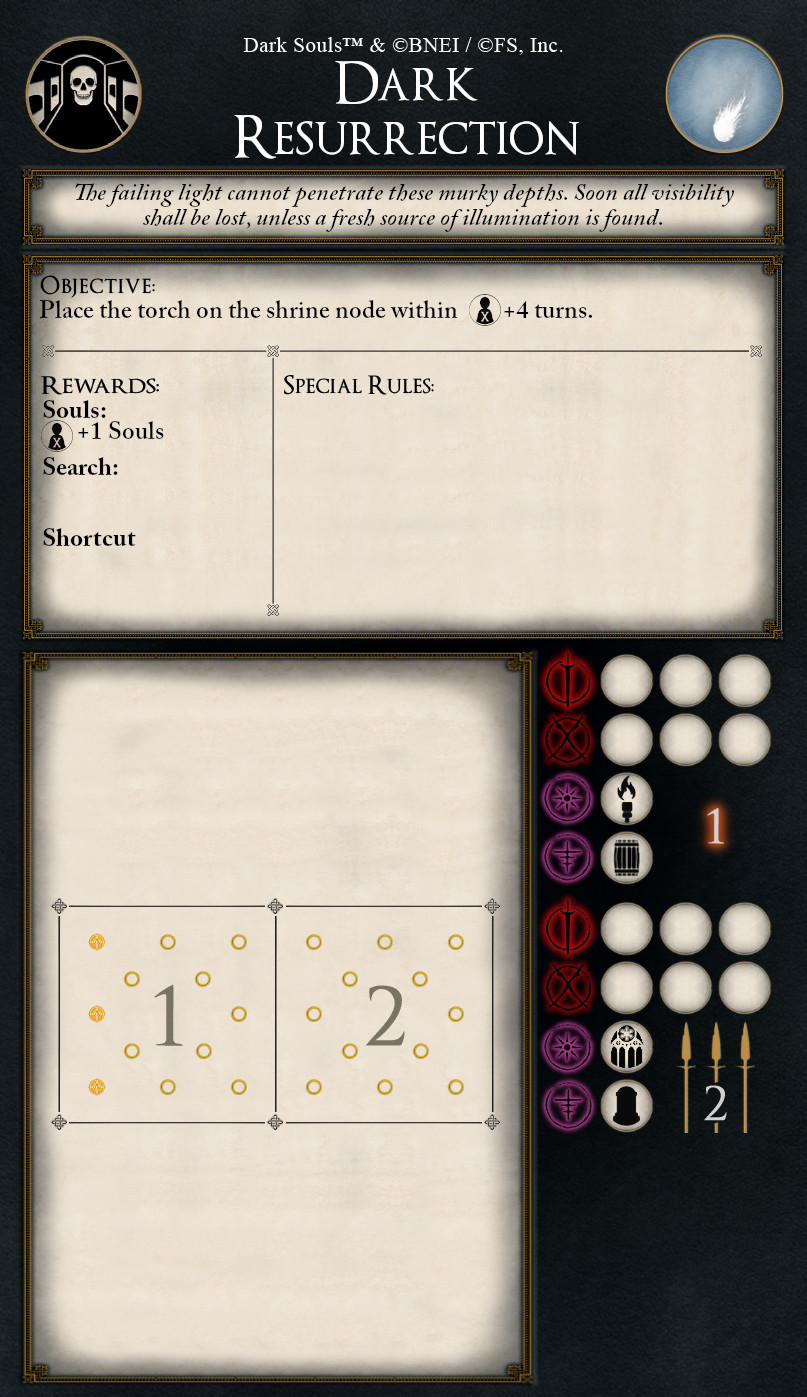 Dark Souls™ & ©BNEI / ©FS, Inc.
Dark
Resurrection
The failing light cannot penetrate these murky depths. Soon all visibility
shall be lost, unless a fresh source of illumination is found.
Objective:
Place the torch on the shrine node within X +4 turns.
Rewards:
Souls:
X +1 Souls
Search:
Shortcut
Special Rules:
1
2
1
2